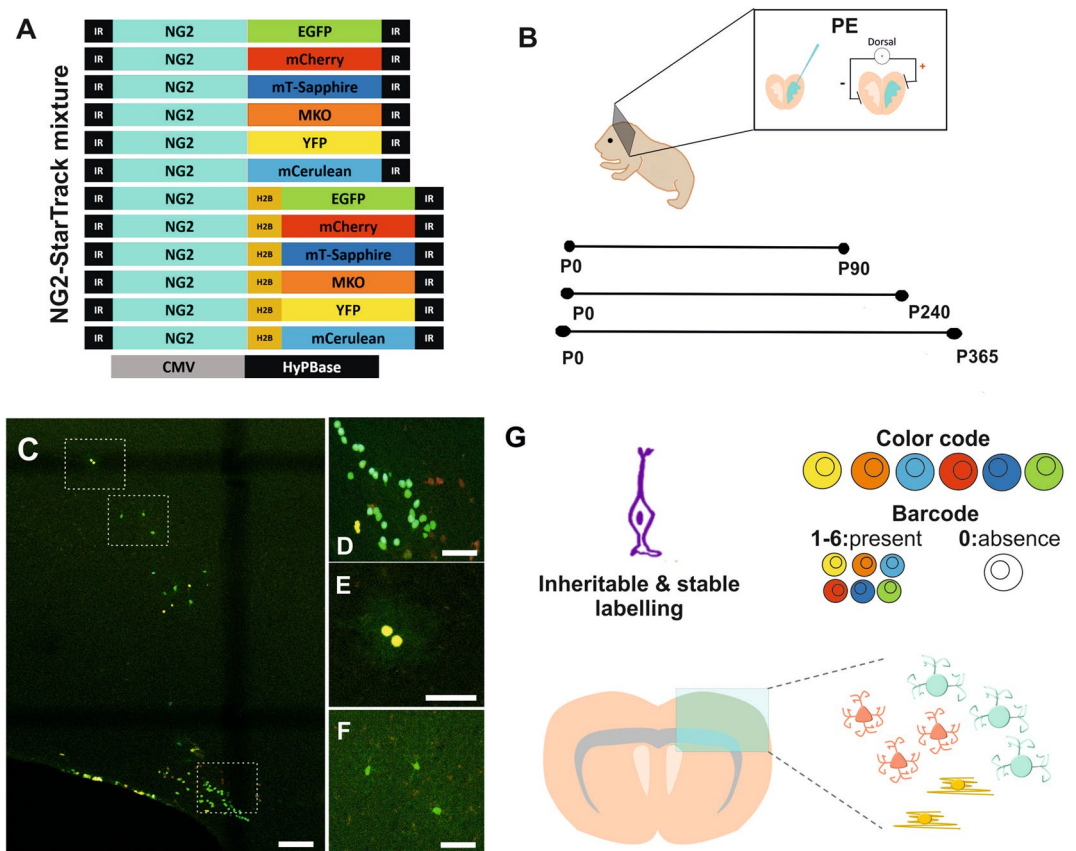 A
NG2-StarTrack mixture
IR NG2 EGFP IR
IR NG2 mCherry IR
IR NG2 mT-Sapphire IR
IR NG2 MKO IR
IR NG2 YFP IR
IR NG2 mCerulean IR
IR NG2 H2B EGFP IR
IR NG2 H2B mCherry IR
IR NG2 H2B mT-Sapphire IR
IR NG2 H2B MKO IR
IR NG2 H2B YFP IR
IR NG2 H2B mCerulean IR
CMV HyPBase
B
PE
Dorsal
- +
P0 P90
P0 P240
P0 P365
C
D
E
F
G
Inheritable & stable
labelling
Color code
Barcode
1-6:present 0:absence